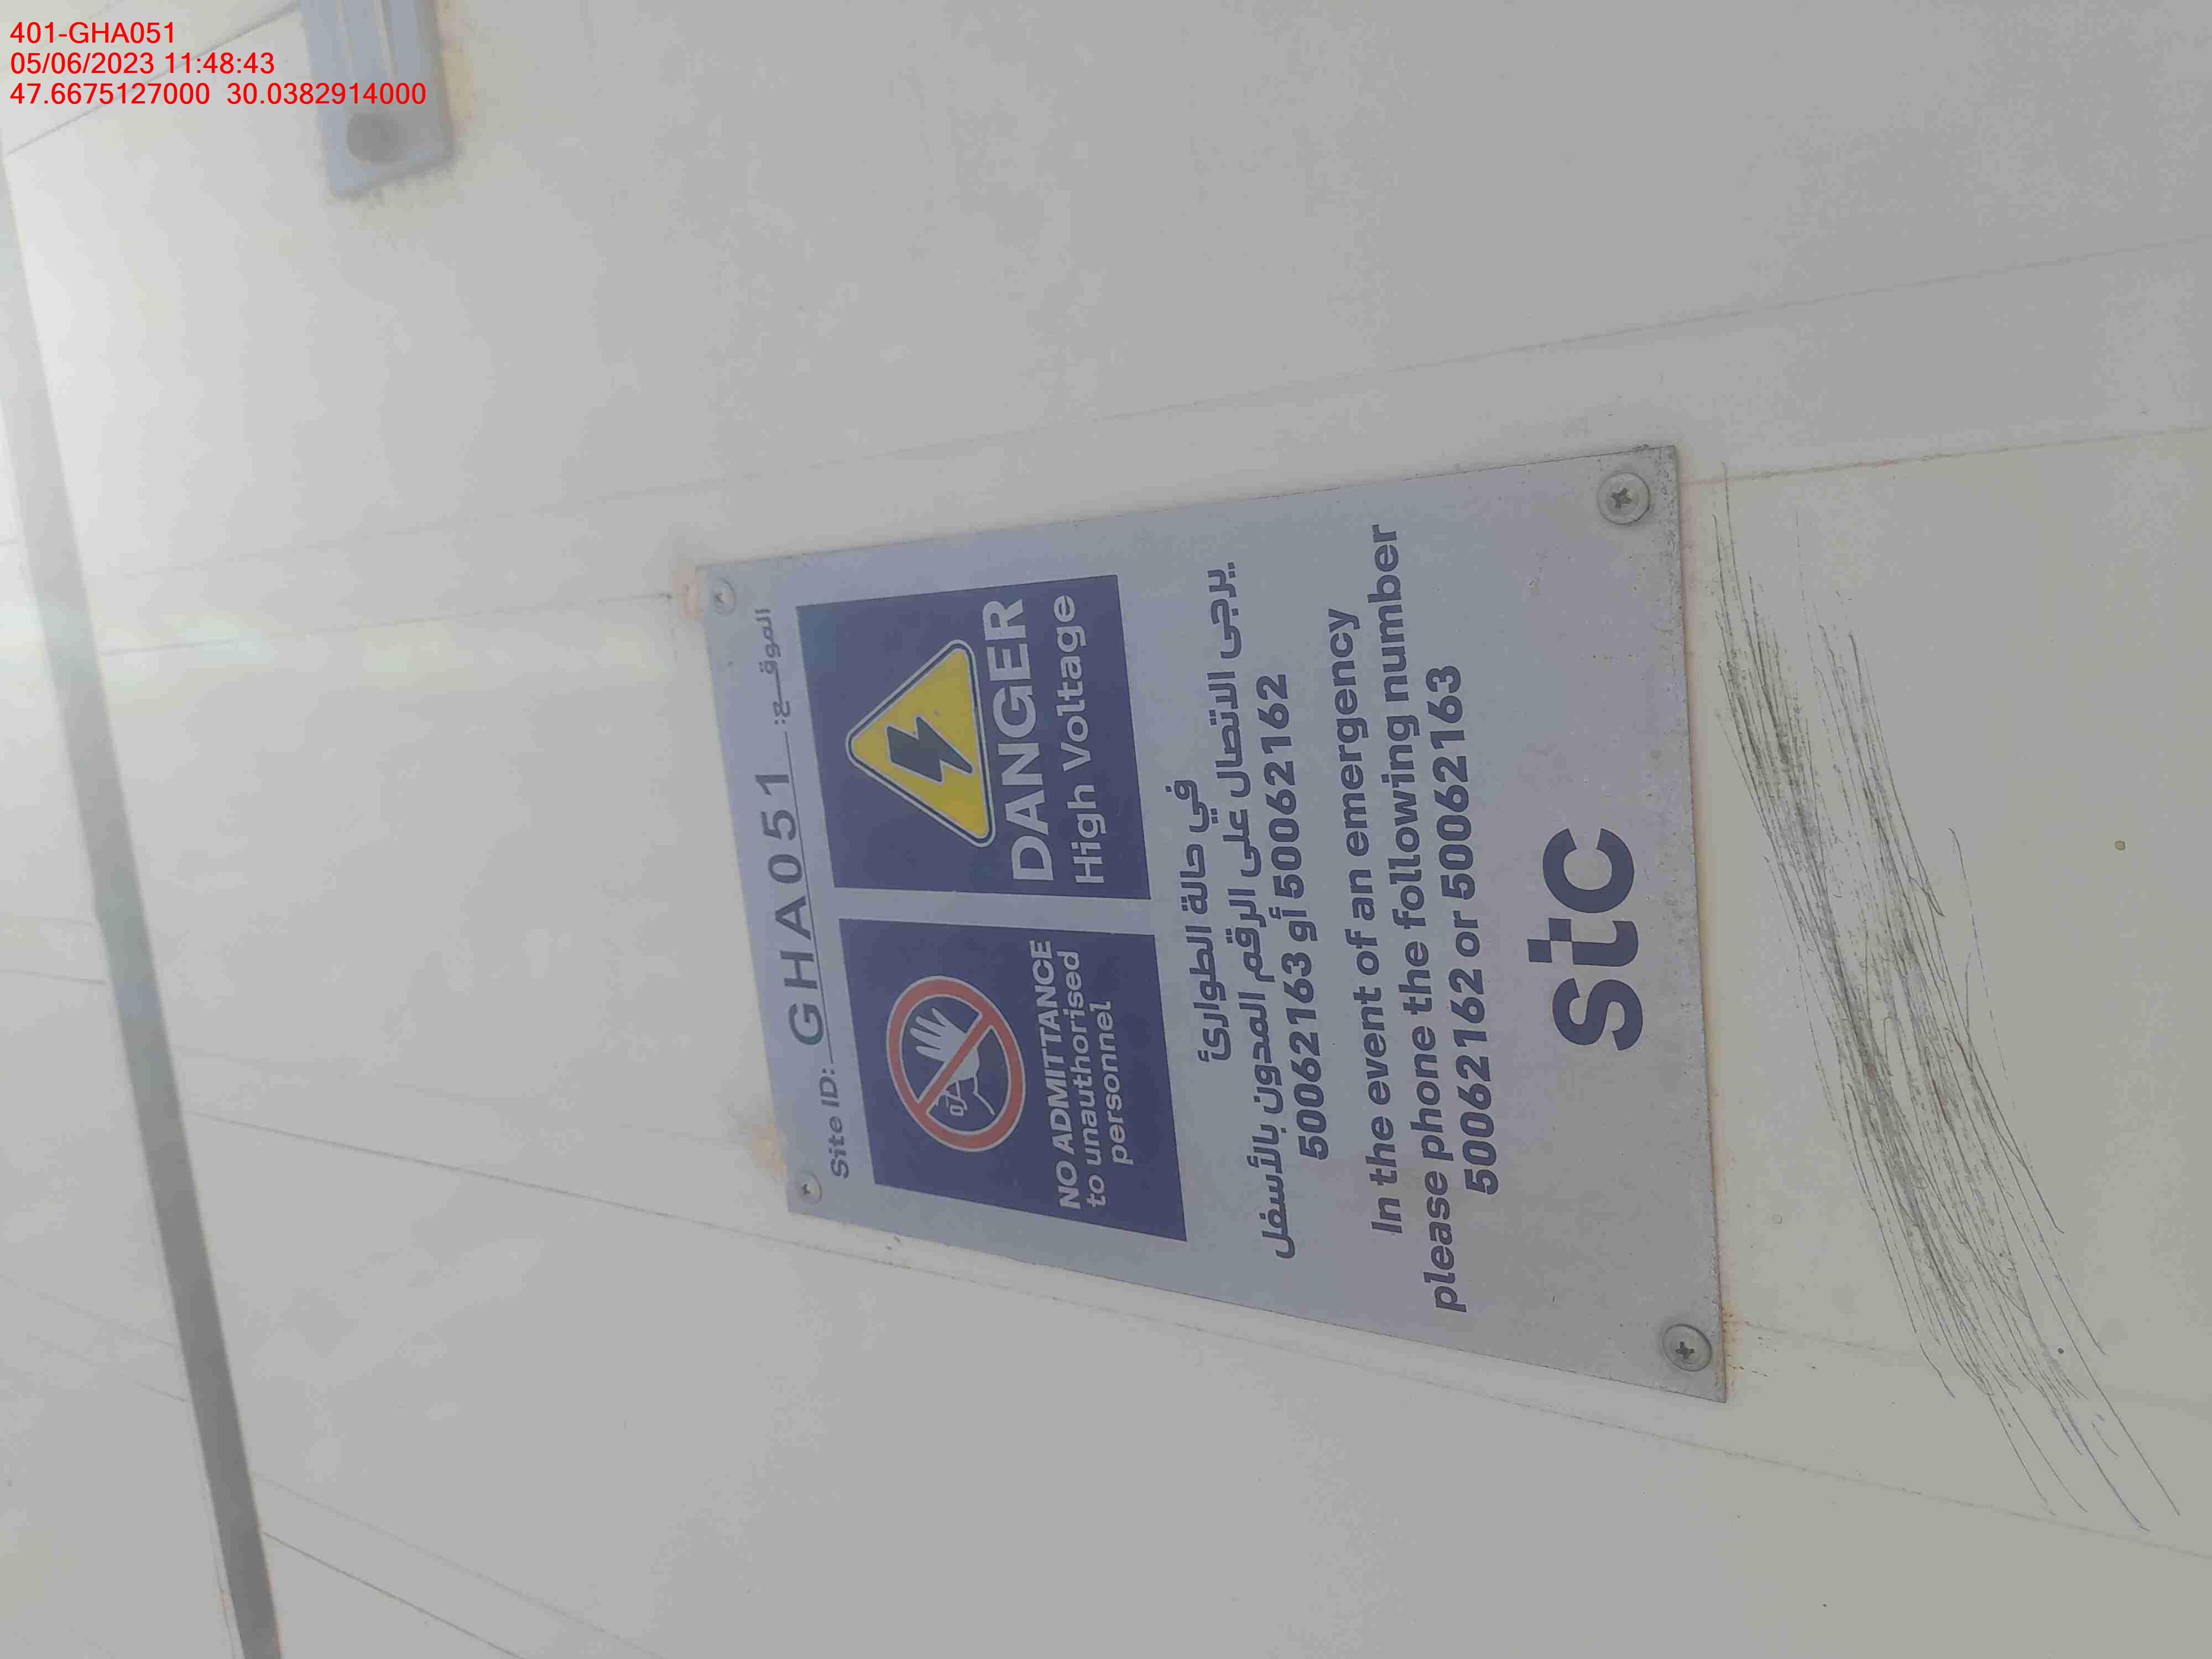 401-GHA051
05/06/2023 11:48:43
47.6675127000 30.0382914000
Site ID: GHA051 الموقـــع:
NO ADMITTANCE
to unauthorised
personnel
DANGER
High Voltage
في حالة الطوارئ
يرجى الاتصال على الرقم المدون بالأسفل
50062163 أو 50062162
In the event of an emergency
please phone the following number
50062162 or 50062163
stc